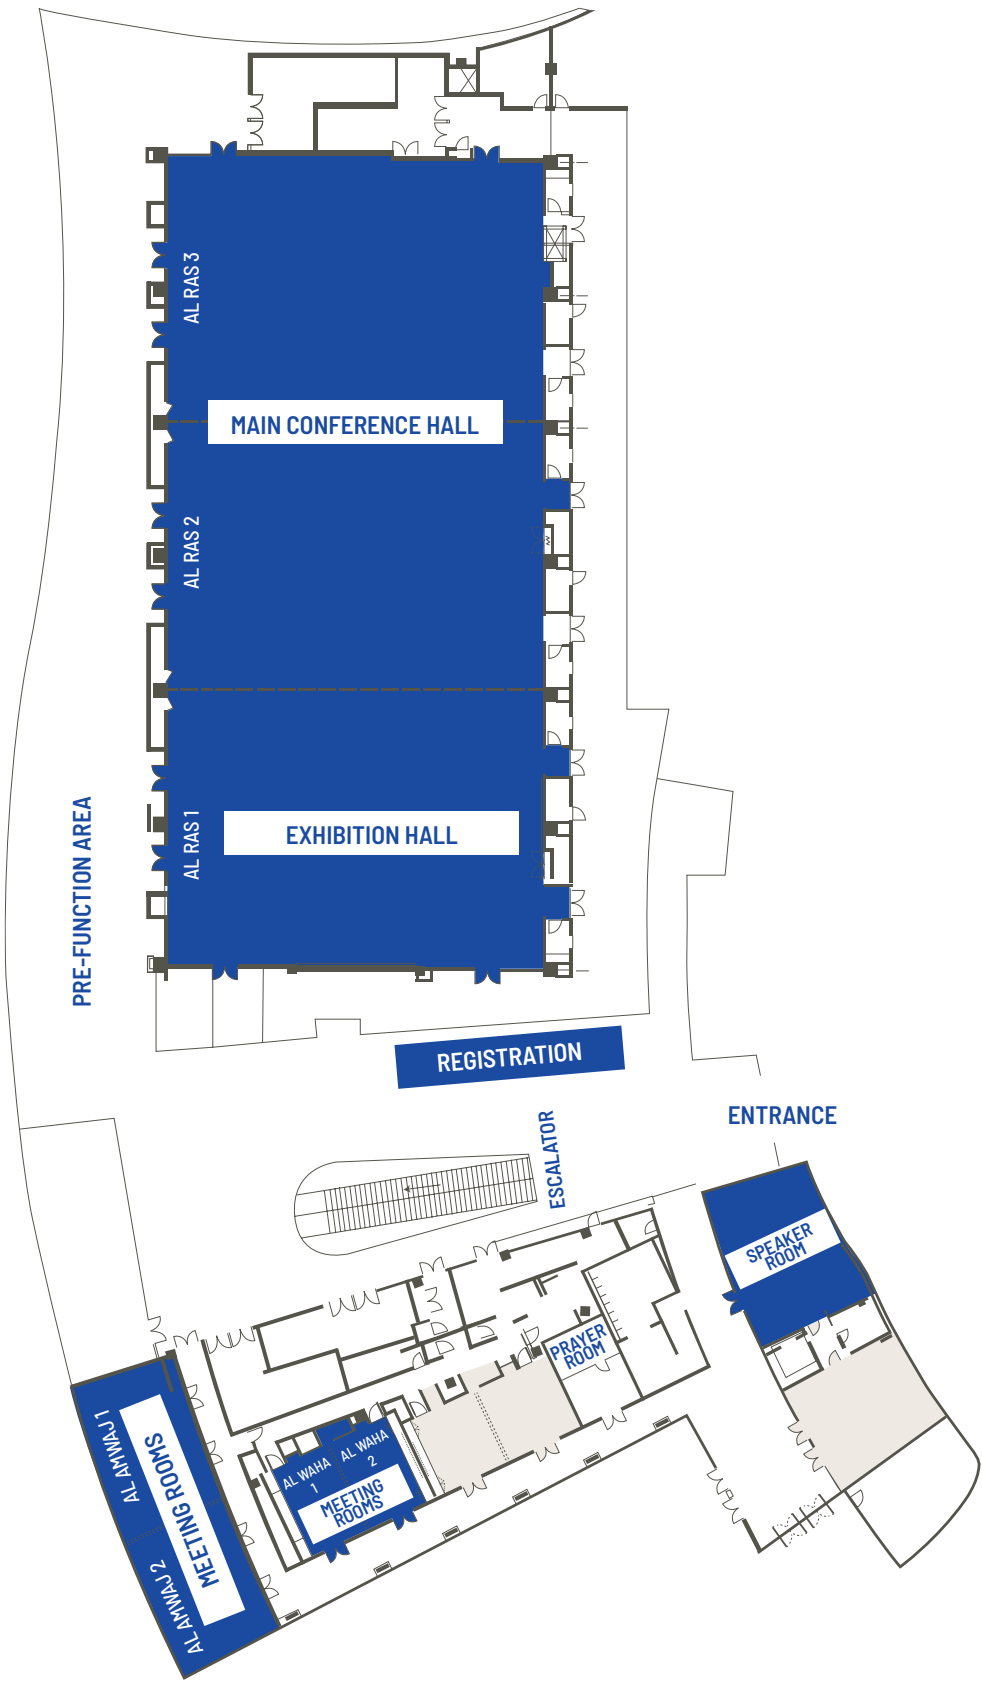 AL RAS 3
MAIN CONFERENCE HALL
AL RAS 2
PRE-FUNCTION AREA
AL RAS 1
EXHIBITION HALL
REGISTRATION
ENTRANCE
ESCALATOR
SPEAKER
ROOM
PRAYER
ROOM
AL AMWAJ 1
MEETING ROOMS
AL AMWAJ 2
AL WAHA
1
AL WAHA
2
MEETING
ROOMS